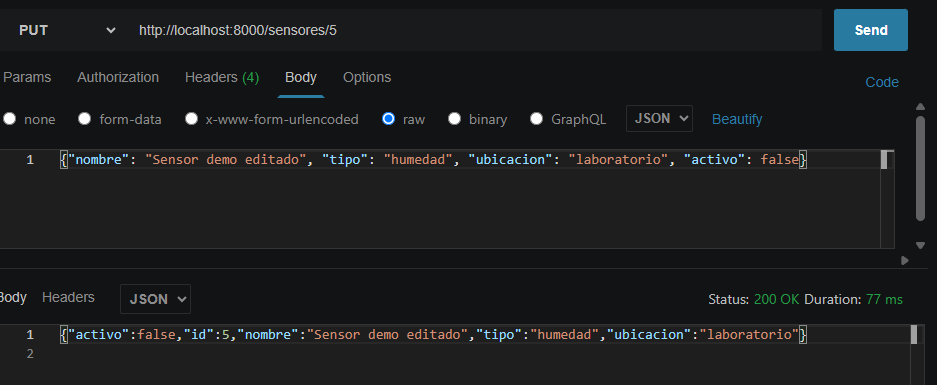 PUT http://localhost:8000/sensores/5 Send
Params Authorization Headers (4) Body Options Code
none form-data x-www-form-urlencoded raw binary GraphQL JSON Beautify
1 {"nombre": "Sensor demo editado", "tipo": "humedad", "ubicacion": "laboratorio", "activo": false}
Body Headers JSON Status: 200 OK Duration: 77 ms
1 {"activo":false,"id":5,"nombre":"Sensor demo editado","tipo":"humedad","ubicacion":"laboratorio"}
2